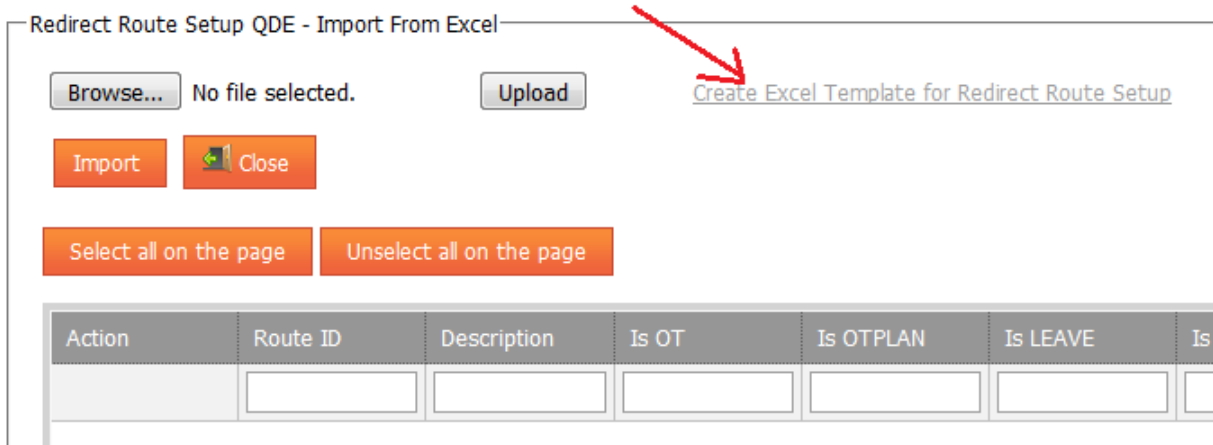 Redirect Route Setup QDE - Import From Excel
Browse... No file selected. Upload Create Excel Template for Redirect Route Setup
Import Close
Select all on the page Unselect all on the page
Action Route ID Description Is OT Is OTPLAN Is LEAVE Is